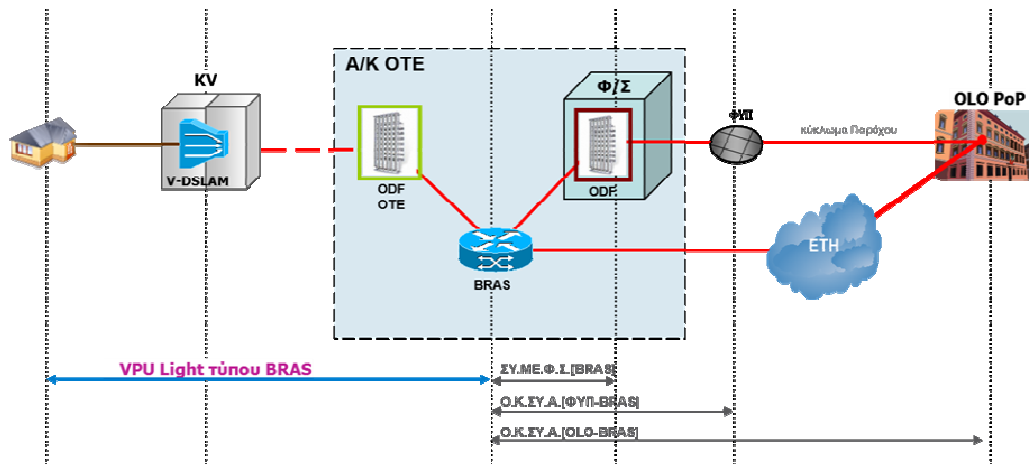 Α/Κ ΟΤΕ
KV
Φ/Σ
OLO PoP
ΦΥΠ
κύκλωμα Παρόχου
V-DSLAM
ODF
OTE
ODF
ETH
BRAS
VPU Light τύπου BRAS
ΣΥ.ΜΕ.Φ.Σ.[BRAS]
Ο.Κ.ΣΥ.Α.[ΦΥΠ-BRAS]
Ο.Κ.ΣΥ.Α.[OLO-BRAS]